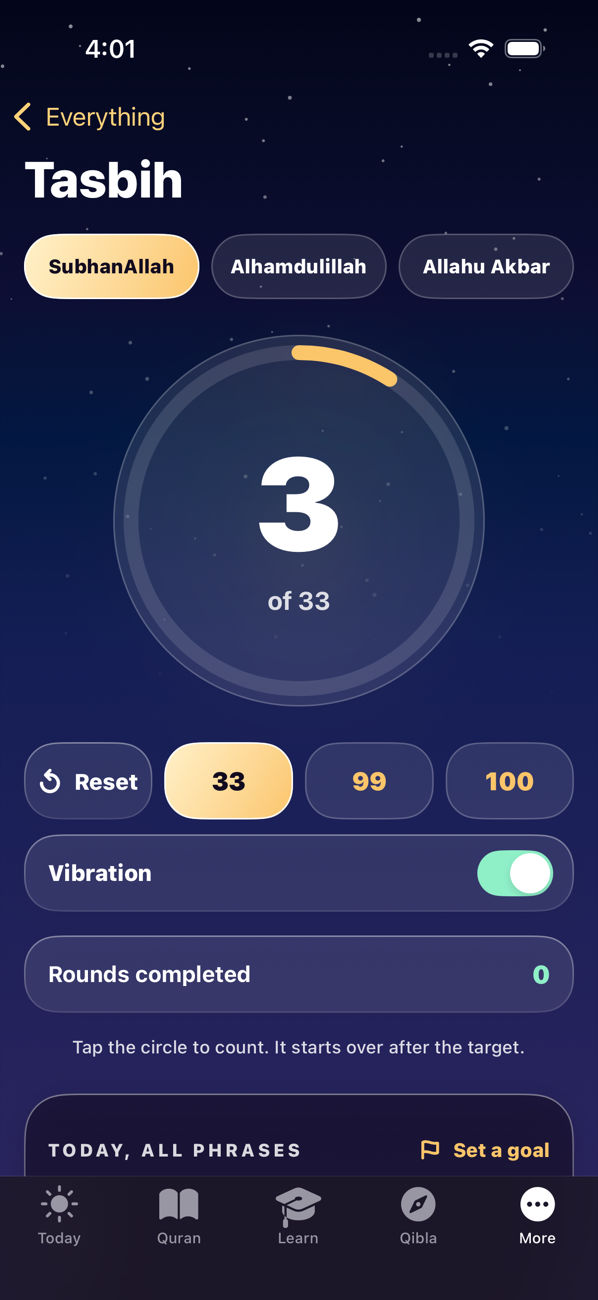 4:01
Everything
Tasbih
SubhanAllah
Alhamdulillah
Allahu Akbar
3
of 33
Reset
33
99
100
Vibration
Rounds completed
0
Tap the circle to count. It starts over after the target.
TODAY, ALL PHRASES
Set a goal
Today
Quran
Learn
Qibla
More